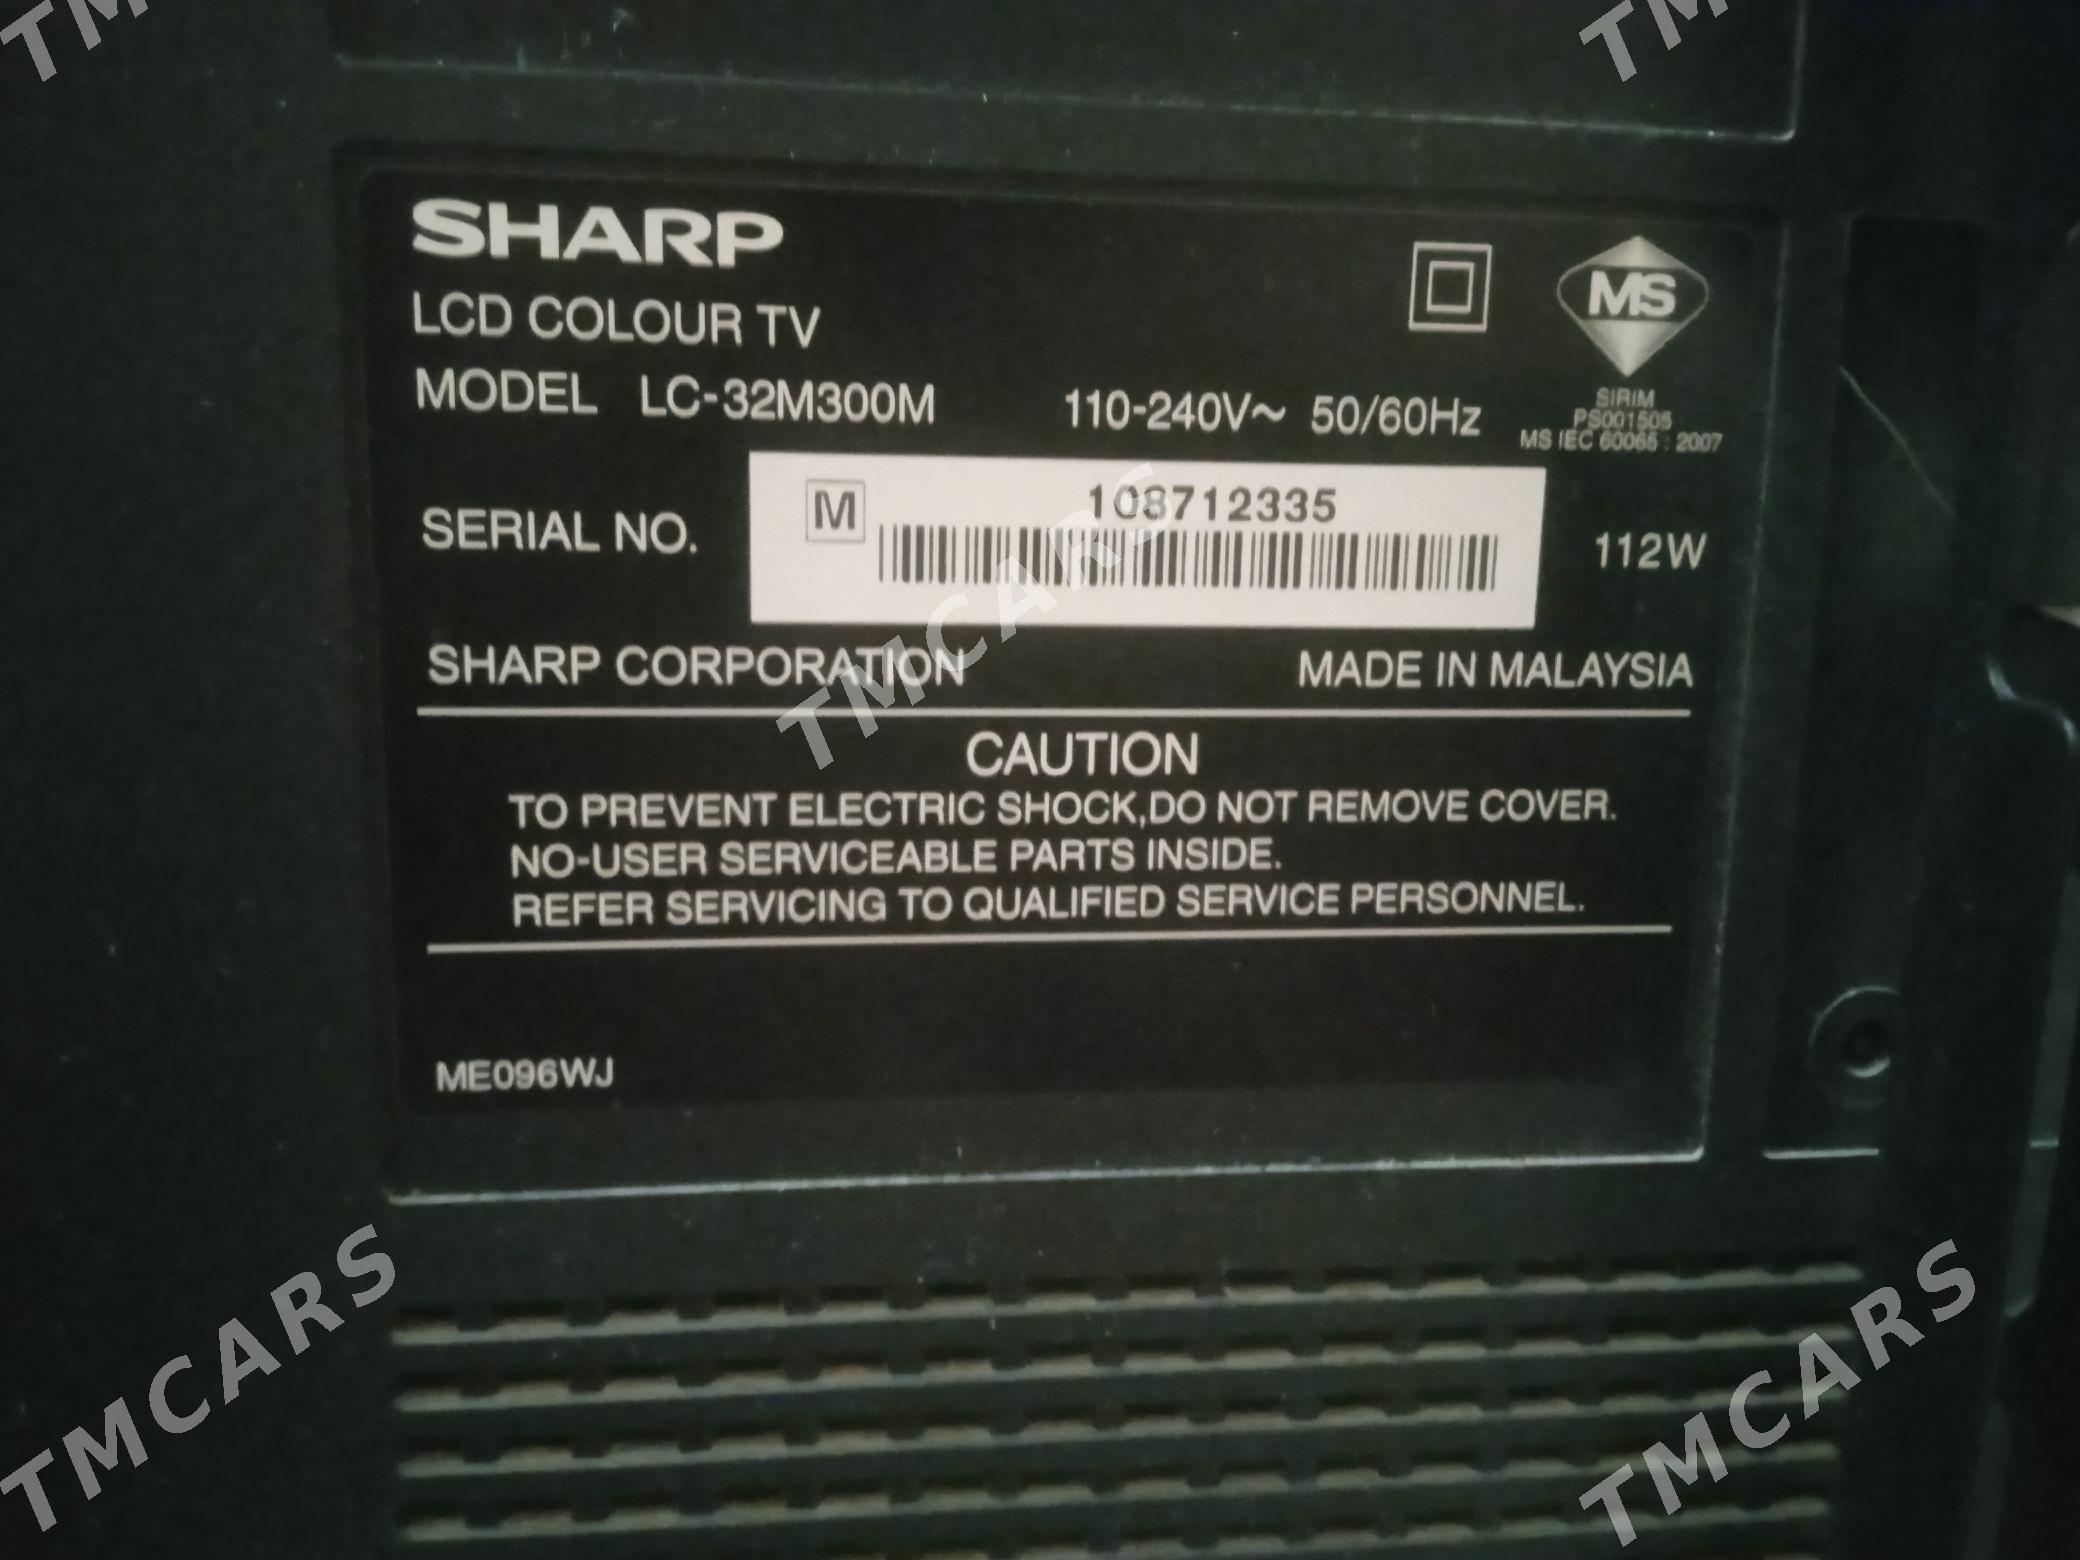 SHARP
LCD COLOUR TV
MODEL LC-32M300M 110-240V~ 50/60Hz
MS
SIRIM
PS001505
MS IEC 60065 : 2007
SERIAL NO. M 108712335 112W
SHARP CORPORATION MADE IN MALAYSIA
CAUTION
TO PREVENT ELECTRIC SHOCK,DO NOT REMOVE COVER.
NO-USER SERVICEABLE PARTS INSIDE.
REFER SERVICING TO QUALIFIED SERVICE PERSONNEL.
ME096WJ
TMCARS
TMCARS
TMCARS